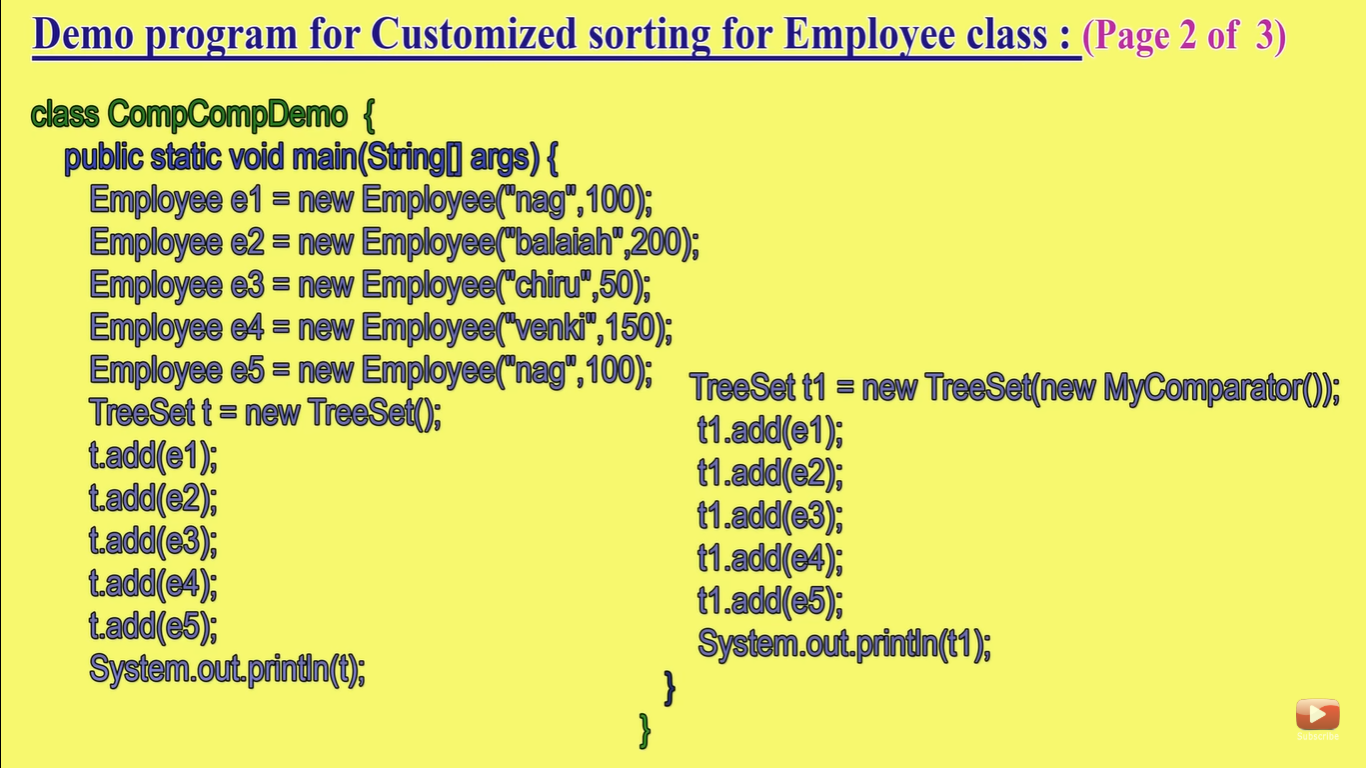 Demo program for Customized sorting for Employee class : (Page 2 of 3)
class CompCompDemo {
public static void main(String[] args) {
Employee e1 = new Employee("nag",100);
Employee e2 = new Employee("balaiah",200);
Employee e3 = new Employee("chiru",50);
Employee e4 = new Employee("venki",150);
Employee e5 = new Employee("nag",100);
TreeSet t = new TreeSet();
t.add(e1);
t.add(e2);
t.add(e3);
t.add(e4);
t.add(e5);
System.out.println(t);
TreeSet t1 = new TreeSet(new MyComparator());
t1.add(e1);
t1.add(e2);
t1.add(e3);
t1.add(e4);
t1.add(e5);
System.out.println(t1);
}
}
Subscribe